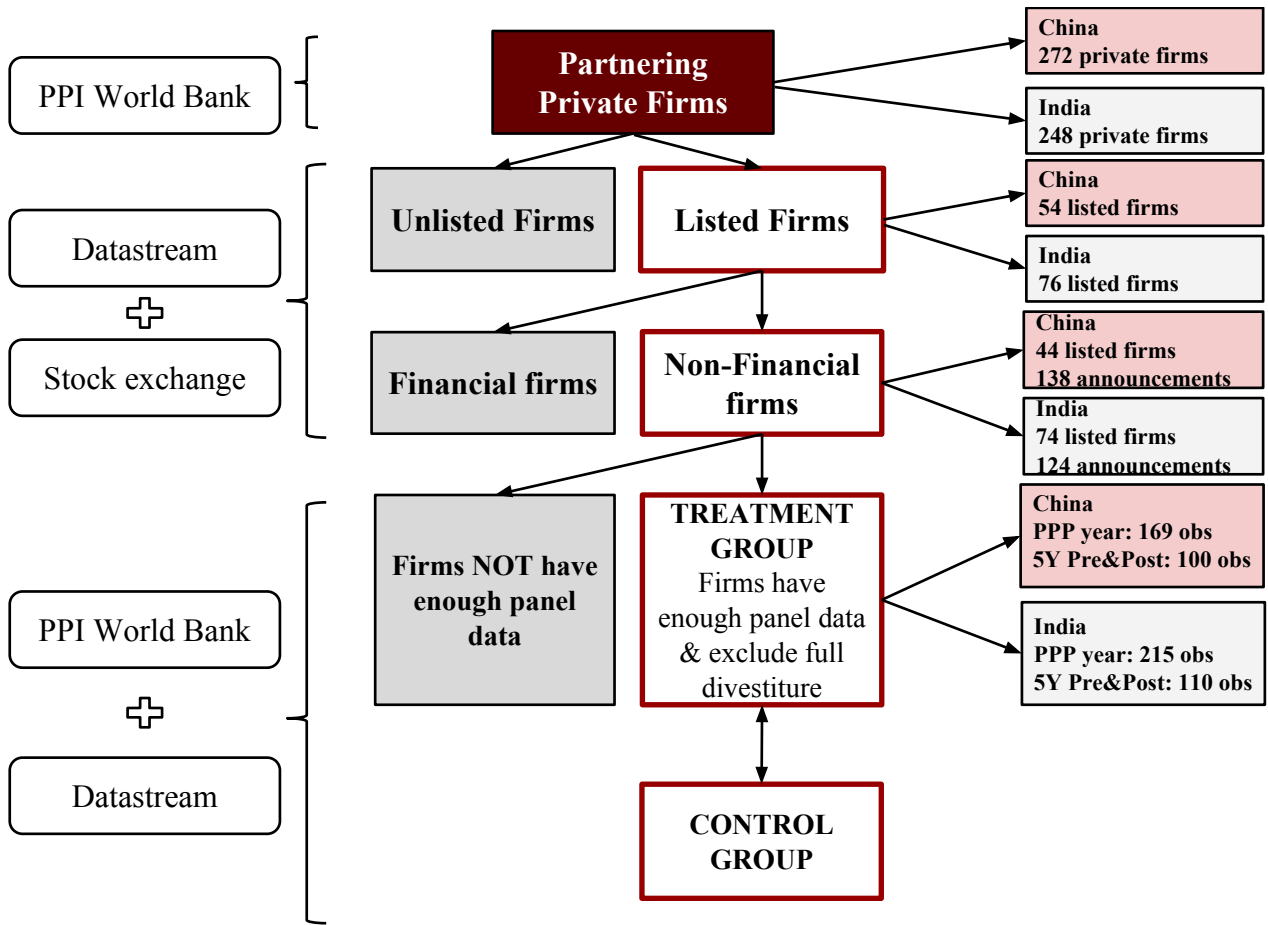 PPI World Bank
Partnering
Private Firms
China
272 private firms
India
248 private firms
Datastream
Stock exchange
Unlisted Firms
Listed Firms
China
54 listed firms
India
76 listed firms
Financial firms
Non-Financial
firms
China
44 listed firms
138 announcements
India
74 listed firms
124 announcements
PPI World Bank
Datastream
Firms NOT have
enough panel
data
TREATMENT
GROUP
Firms have
enough panel data
& exclude full
divestiture
China
PPP year: 169 obs
5Y Pre&Post: 100 obs
India
PPP year: 215 obs
5Y Pre&Post: 110 obs
CONTROL
GROUP